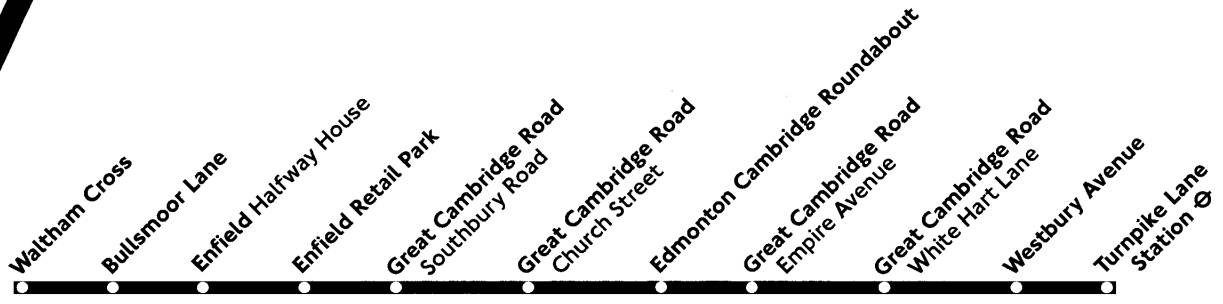 Waltham Cross
Bullsmoor Lane
Enfield Halfway House
Enfield Retail Park
Great Cambridge Road
Southbury Road
Great Cambridge Road
Church Street
Edmonton Cambridge Roundabout
Great Cambridge Road
Empire Avenue
Great Cambridge Road
White Hart Lane
Westbury Avenue
Turnpike Lane
Station